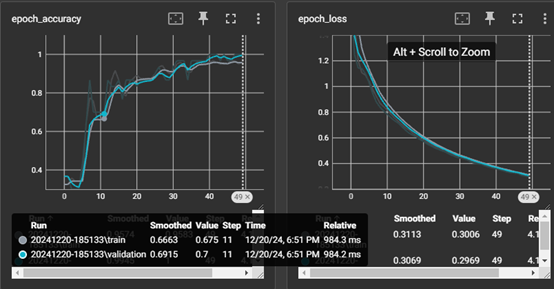 epoch_accuracy
1
0.8
0.6
0.4
0 10 20 30 40 49
Run Smoothed Value Step Time Relative
20241220-185133\train 0.6663 0.675 11 12/20/24, 6:51 PM 984.3 ms
20241220-185133\validation 0.6915 0.7 11 12/20/24, 6:51 PM 984.2 ms
epoch_loss
Alt + Scroll to Zoom
1.2
1
0.8
0.6
0.4
0.2
0 10 20 30 40 49
Run Smoothed Value Step Relative
0.3113 0.3006 49 4.1
20241220-
0.3069 0.2969 49 4.1